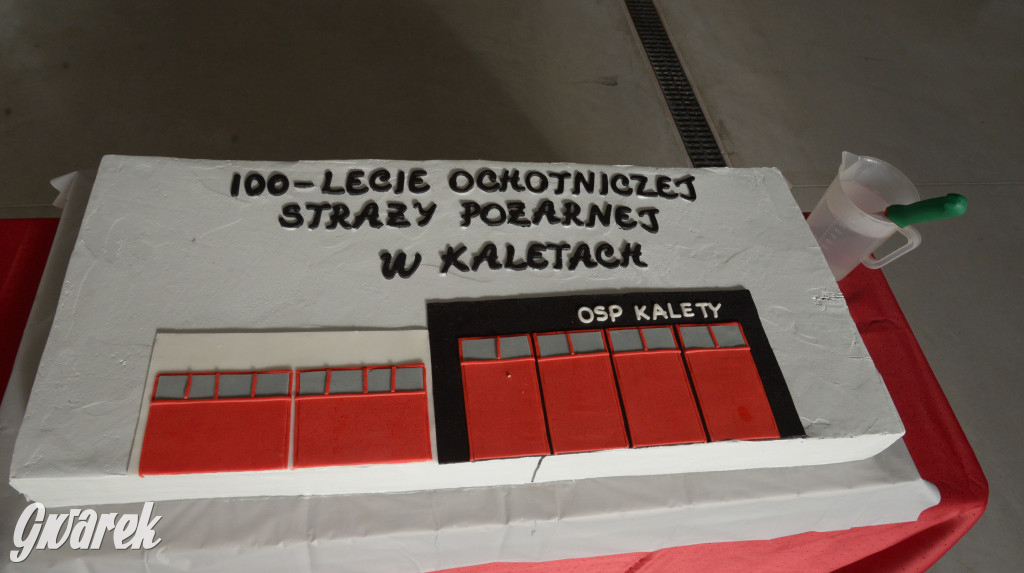 100-LECIE OCHOTNICZEJ
STRAŻY POŻARNEJ
W KALETACH
OSP KALETY
Gwarek